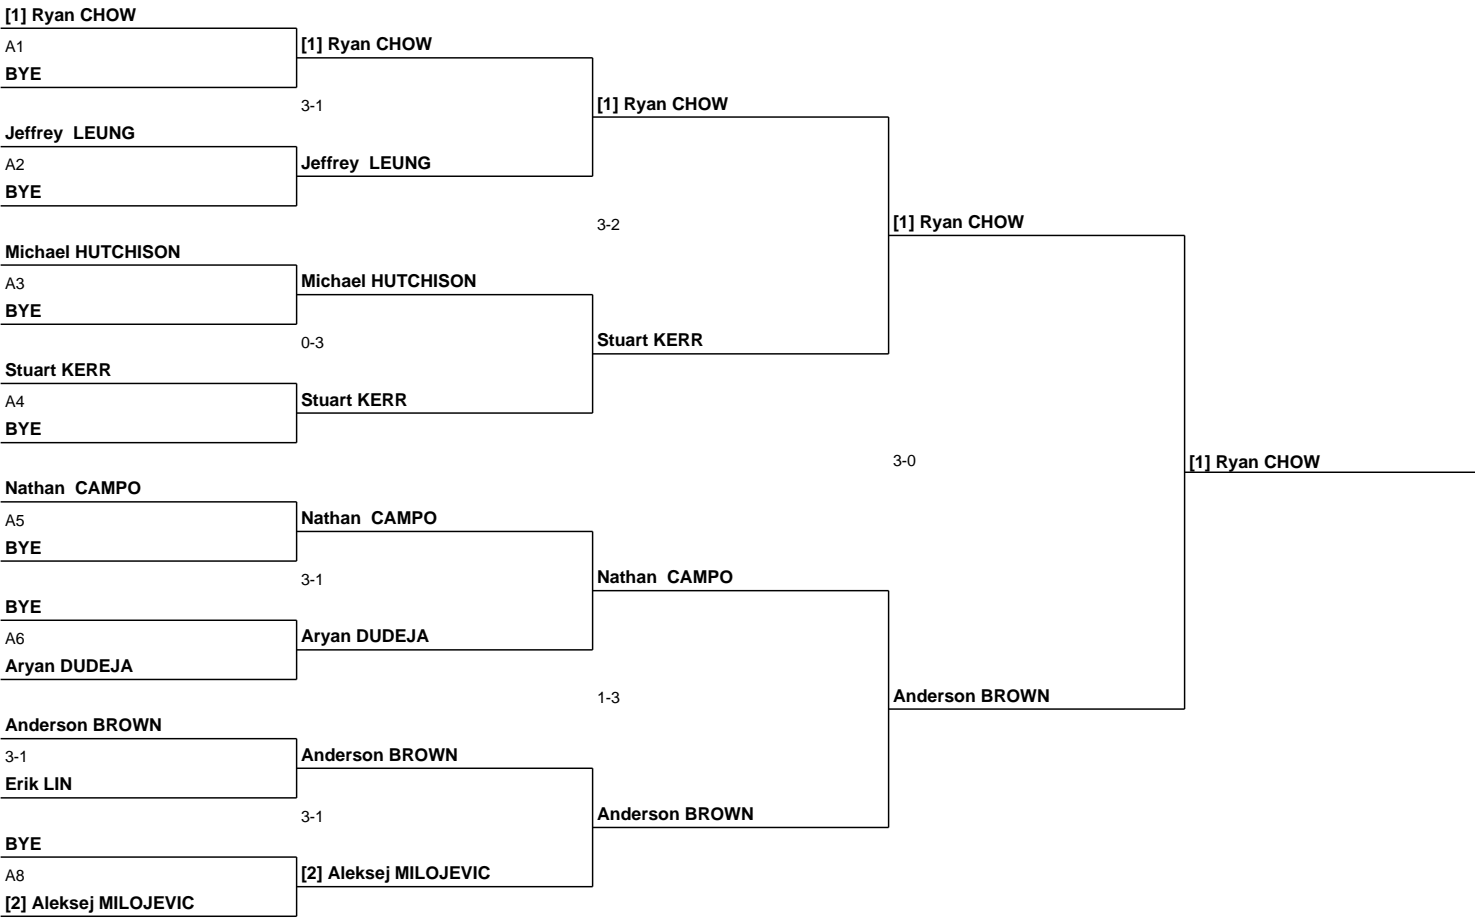 [1] Ryan CHOW
A1
BYE
Jeffrey  LEUNG
A2
BYE
Michael HUTCHISON
A3
BYE
Stuart KERR
A4
BYE
Nathan  CAMPO
A5
BYE
BYE
A6
Aryan DUDEJA
Anderson BROWN
3-1
Erik LIN
BYE
A8
[2] Aleksej MILOJEVIC
[1] Ryan CHOW
3-1
Jeffrey  LEUNG
Michael HUTCHISON
0-3
Stuart KERR
Nathan  CAMPO
3-1
Aryan DUDEJA
Anderson BROWN
3-1
[2] Aleksej MILOJEVIC
[1] Ryan CHOW
3-2
Stuart KERR
Nathan  CAMPO
1-3
Anderson BROWN
[1] Ryan CHOW
3-0
Anderson BROWN
[1] Ryan CHOW